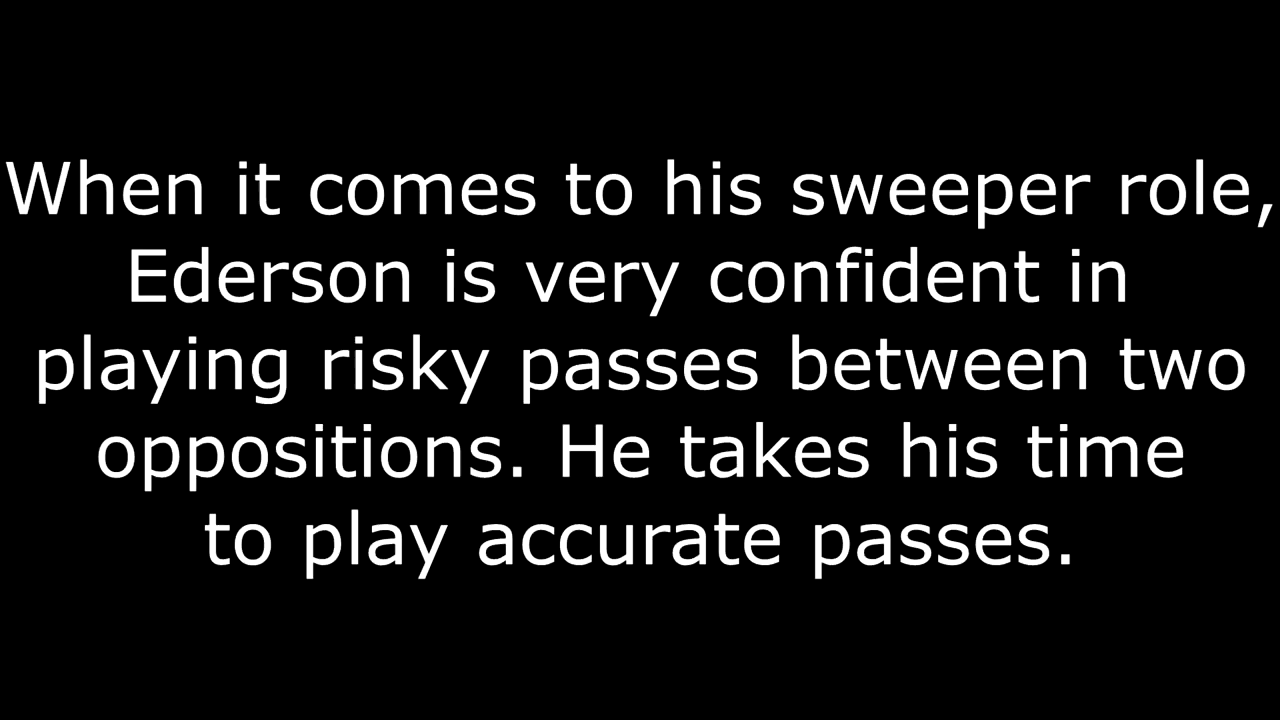 When it comes to his sweeper role,
Ederson is very confident in
playing risky passes between two
oppositions. He takes his time
to play accurate passes.